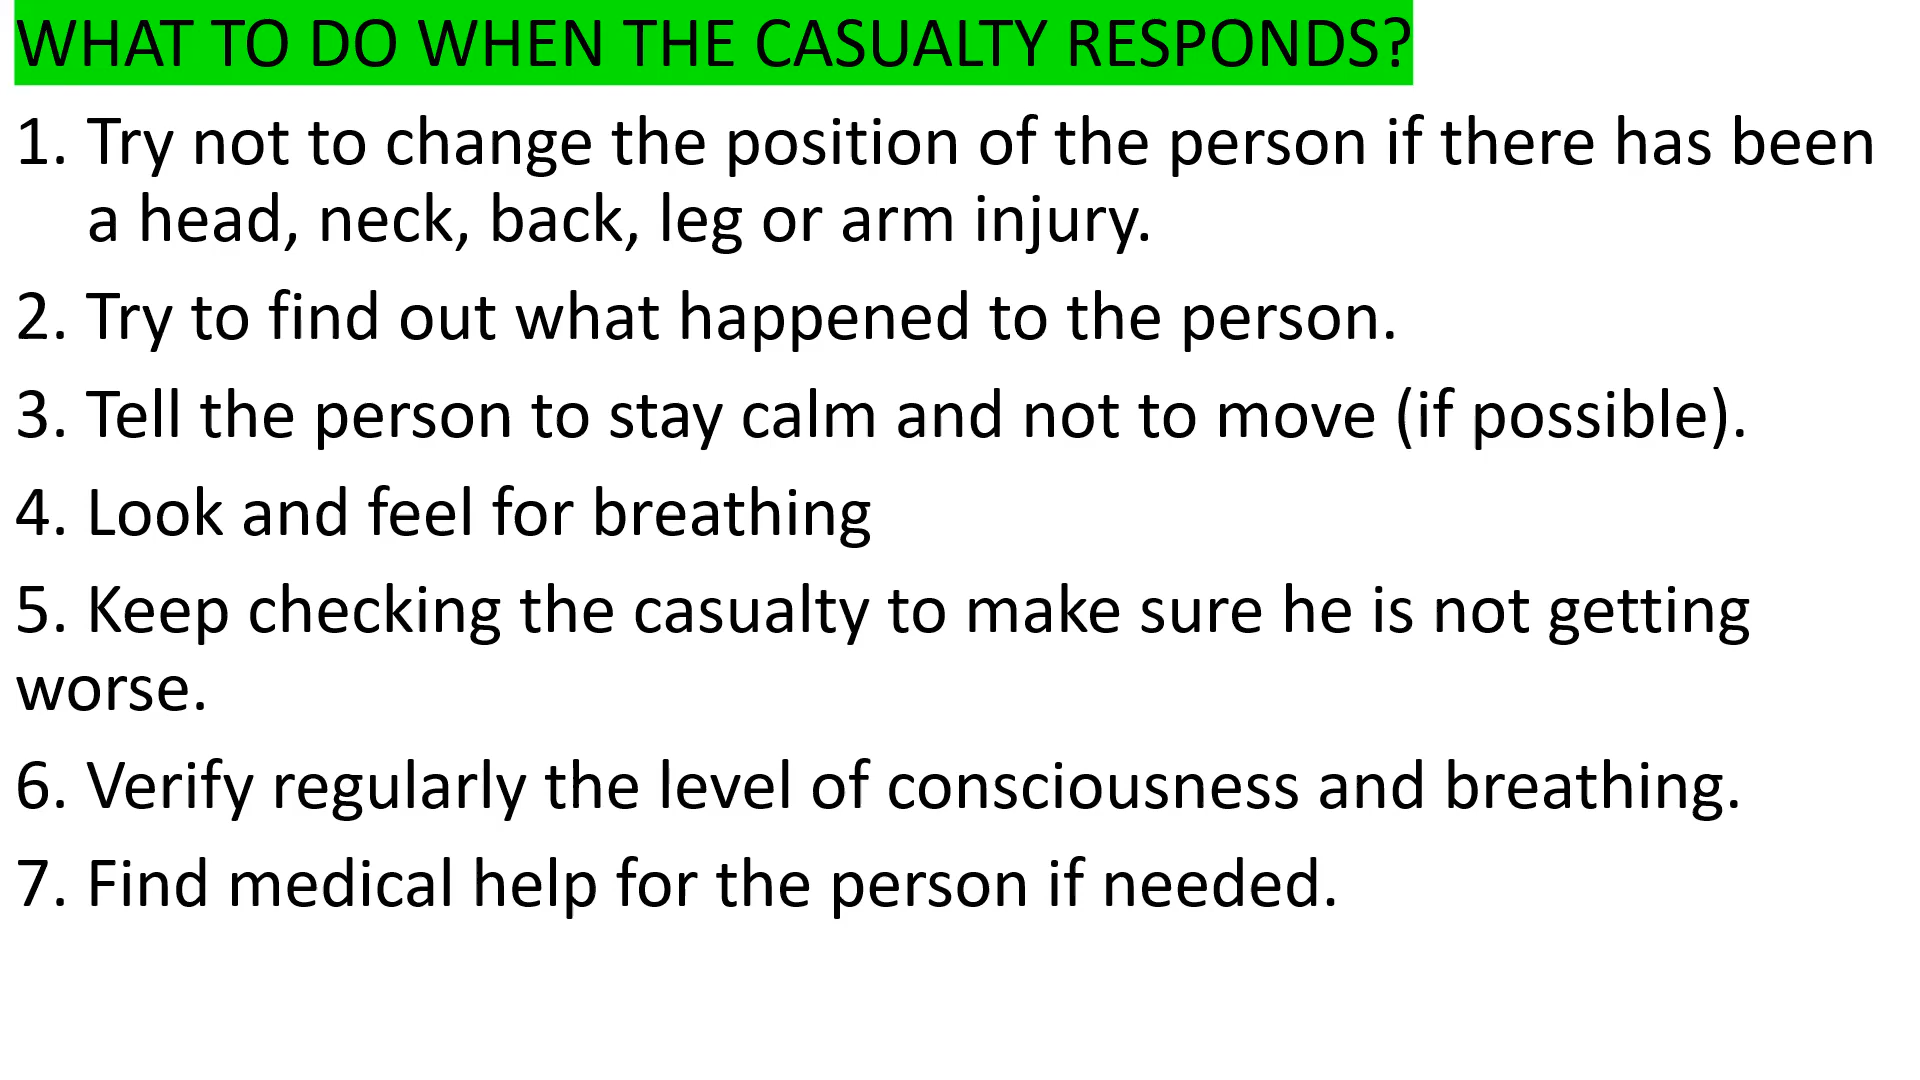 WHAT TO DO WHEN THE CASUALTY RESPONDS?
1. Try not to change the position of the person if there has been
a head, neck, back, leg or arm injury.
2. Try to find out what happened to the person.
3. Tell the person to stay calm and not to move (if possible).
4. Look and feel for breathing
5. Keep checking the casualty to make sure he is not getting
worse.
6. Verify regularly the level of consciousness and breathing.
7. Find medical help for the person if needed.